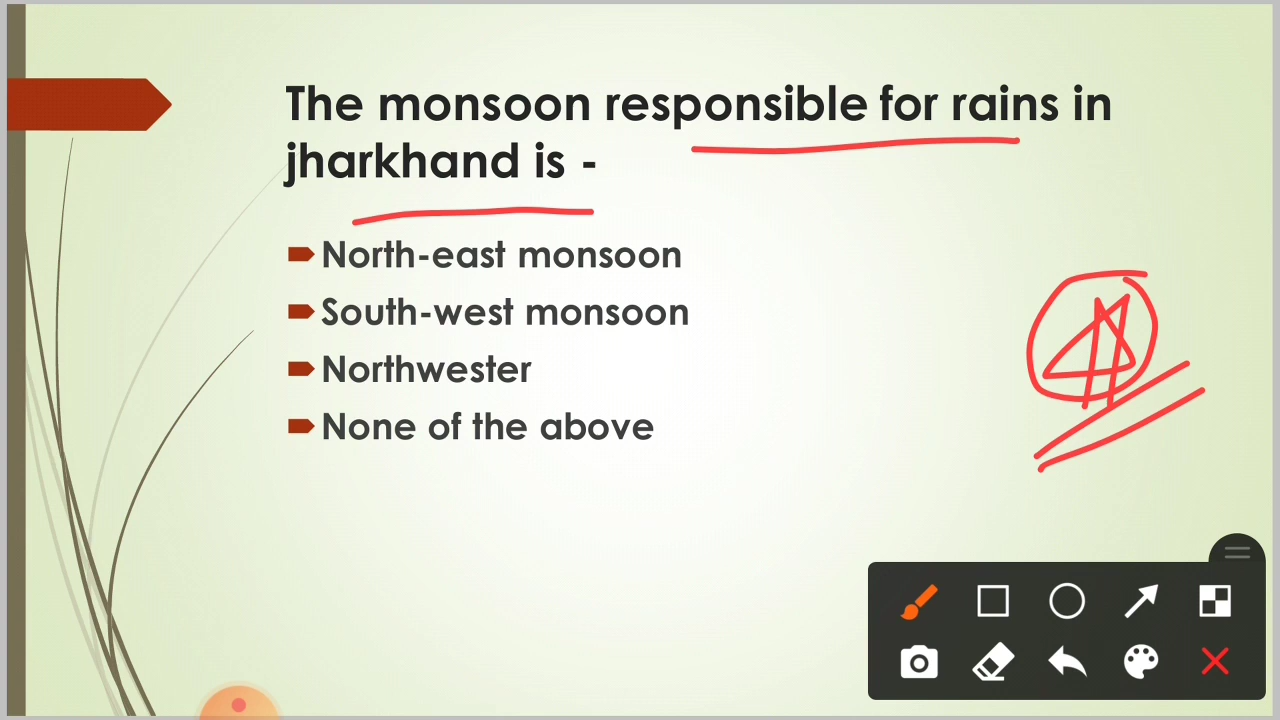 The monsoon responsible for rains in
jharkhand is -
North-east monsoon
South-west monsoon
Northwester
None of the above